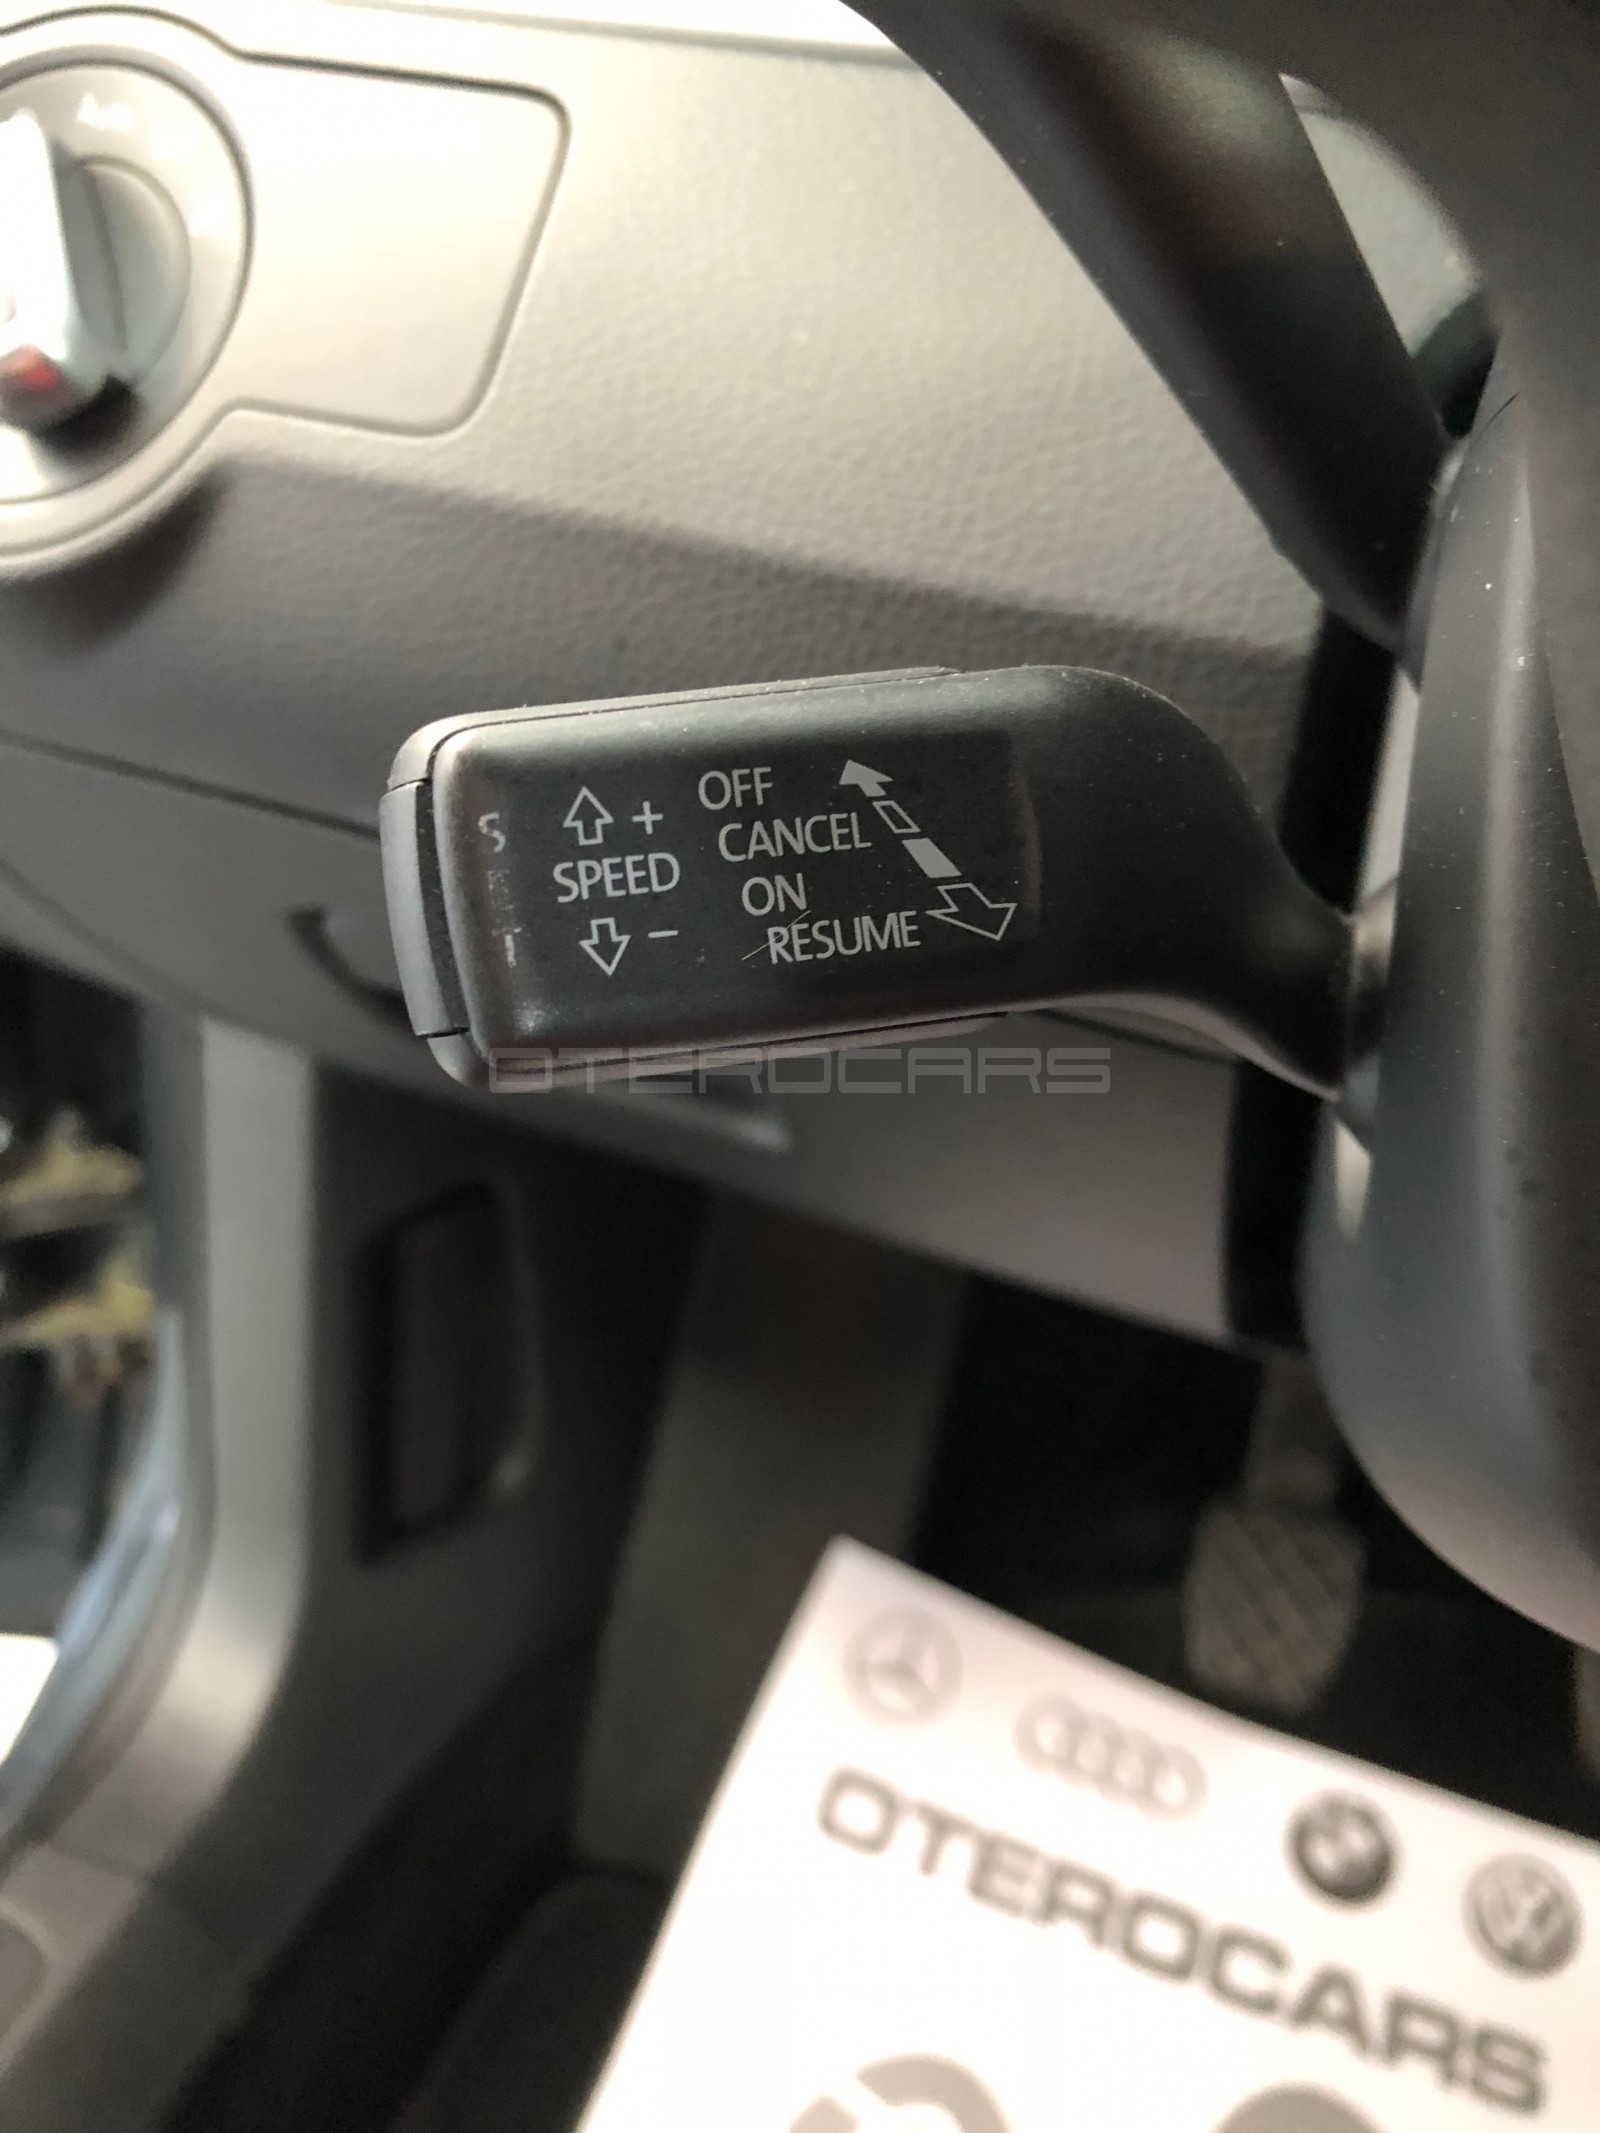 OFF
+
CANCEL
SPEED
ON
−
RESUME
OTEROCARS
OTEROCARS